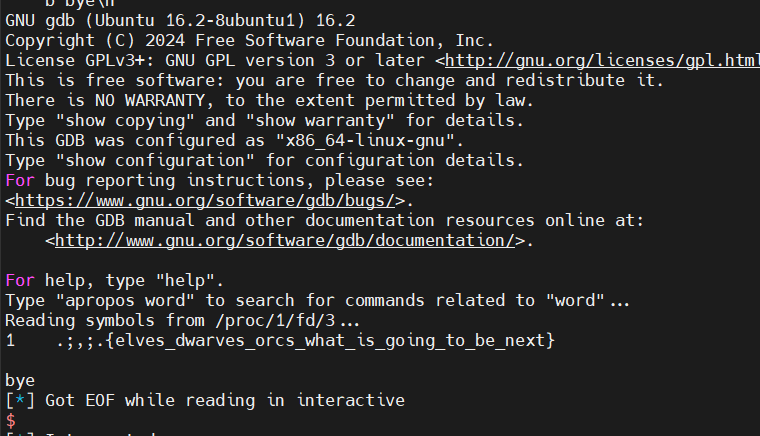 b bye\n
GNU gdb (Ubuntu 16.2-8ubuntu1) 16.2
Copyright (C) 2024 Free Software Foundation, Inc.
License GPLv3+: GNU GPL version 3 or later <http://gnu.org/licenses/gpl.html
This is free software: you are free to change and redistribute it.
There is NO WARRANTY, to the extent permitted by law.
Type "show copying" and "show warranty" for details.
This GDB was configured as "x86_64-linux-gnu".
Type "show configuration" for configuration details.
For bug reporting instructions, please see:
<https://www.gnu.org/software/gdb/bugs/>.
Find the GDB manual and other documentation resources online at:
    <http://www.gnu.org/software/gdb/documentation/>.

For help, type "help".
Type "apropos word" to search for commands related to "word"...
Reading symbols from /proc/1/fd/3...
1    .;,;.{elves_dwarves_orcs_what_is_going_to_be_next}

bye
[*] Got EOF while reading in interactive
$